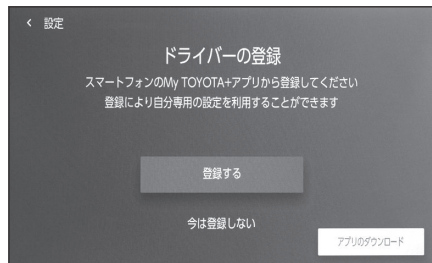 設定
ドライバーの登録
スマートフォンのMy TOYOTA+アプリから登録してください
登録により自分専用の設定を利用することができます
登録する
今は登録しない
アプリのダウンロード